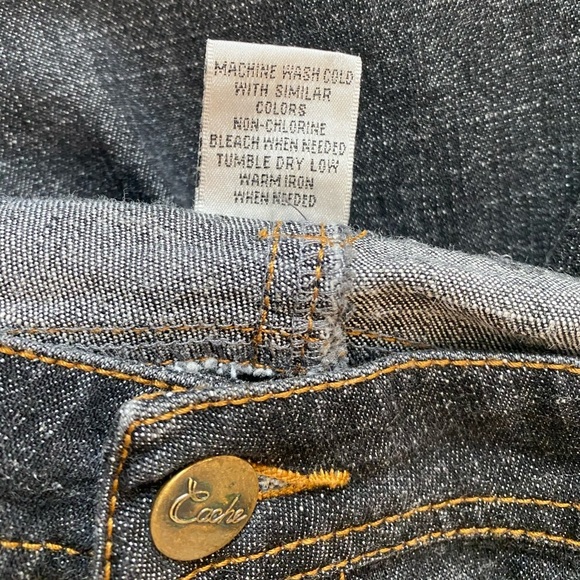 MACHINE WASH COLD
WITH SIMILAR
COLORS
NON-CHLORINE
BLEACH WHEN NEEDED
TUMBLE DRY LOW
WARM IRON
WHEN NEEDED
Cache